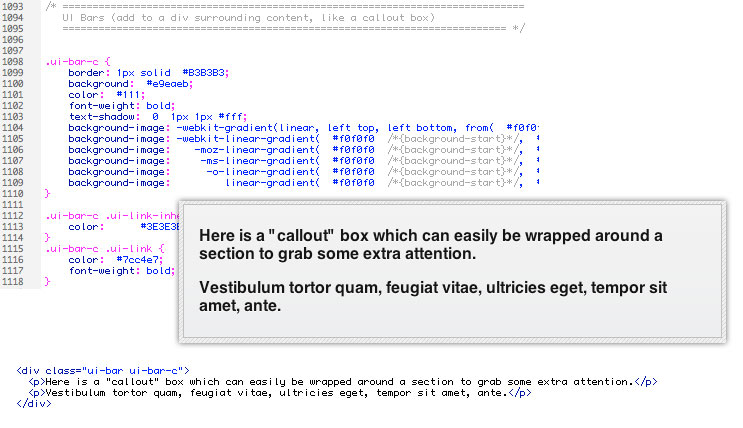 1093 /* =====================================================================
1094 UI Bars (add to a div surrounding content, like a callout box)
1095 ===================================================================== */
1096
1097
1098 .ui-bar-c {
1099 border: 1px solid #B3B3B3;
1100 background: #e9eaeb;
1101 color: #111;
1102 font-weight: bold;
1103 text-shadow: 0 1px 1px #fff;
1104 background-image: -webkit-gradient(linear, left top, left bottom, from( #f0f0
1105 background-image: -webkit-linear-gradient( #f0f0f0 /*{background-start}*/,
1106 background-image: -moz-linear-gradient( #f0f0f0 /*{background-start}*/,
1107 background-image: -ms-linear-gradient( #f0f0f0 /*{background-start}*/,
1108 background-image: -o-linear-gradient( #f0f0f0 /*{background-start}*/,
1109 background-image: linear-gradient( #f0f0f0 /*{background-start}*/,
1110 }
1111
1112 .ui-bar-c .ui-link-inhe
1113 color: #3E3E3E
1114 }
1115 .ui-bar-c .ui-link {
1116 color: #7cc4e7;
1117 font-weight: bold;
1118 }
Here is a "callout" box which can easily be wrapped around a
section to grab some extra attention.
Vestibulum tortor quam, feugiat vitae, ultricies eget, tempor sit
amet, ante.
<div class="ui-bar ui-bar-c">
<p>Here is a "callout" box which can easily be wrapped around a section to grab some extra attention.</p>
<p>Vestibulum tortor quam, feugiat vitae, ultricies eget, tempor sit amet, ante.</p>
</div>